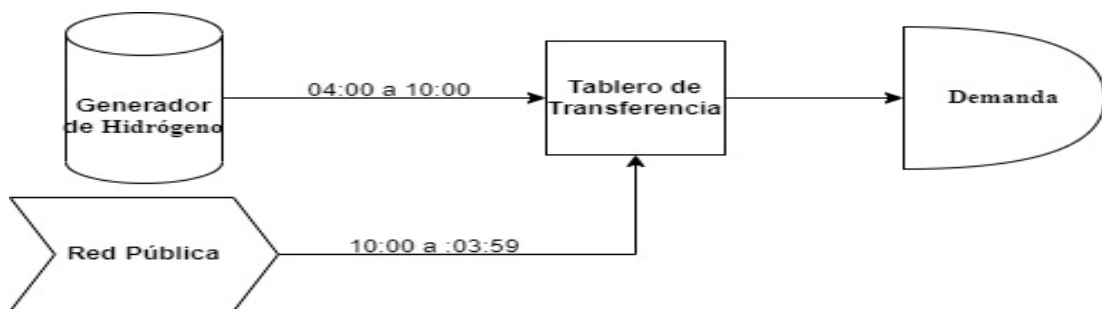 Generador
de Hidrógeno
04:00 a 10:00
Tablero de
Transferencia
Demanda
Red Pública
10:00 a :03:59